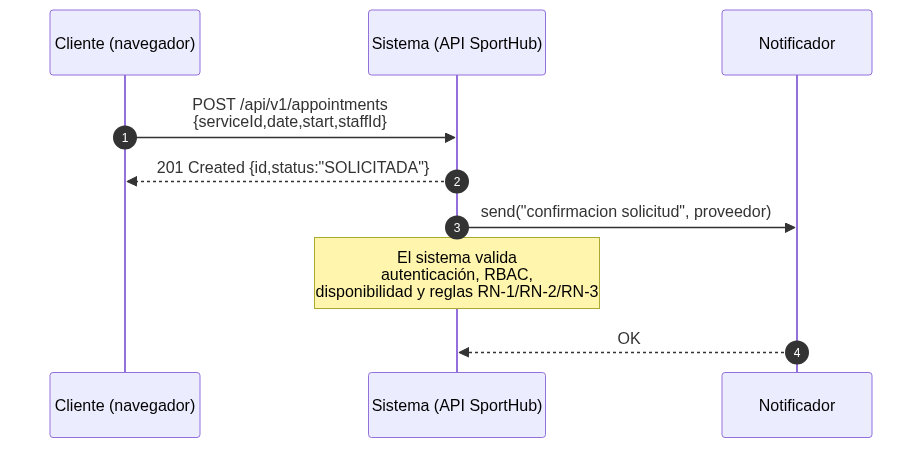 Cliente (navegador)
Sistema (API SportHub)
Notificador
POST /api/v1/appointments
{serviceId,date,start,staffId}
1
201 Created {id,status:"SOLICITADA"}
2
send("confirmacion solicitud", proveedor)
3
El sistema valida
autenticación, RBAC,
disponibilidad y reglas RN-1/RN-2/RN-3
OK
4
Cliente (navegador)
Sistema (API SportHub)
Notificador